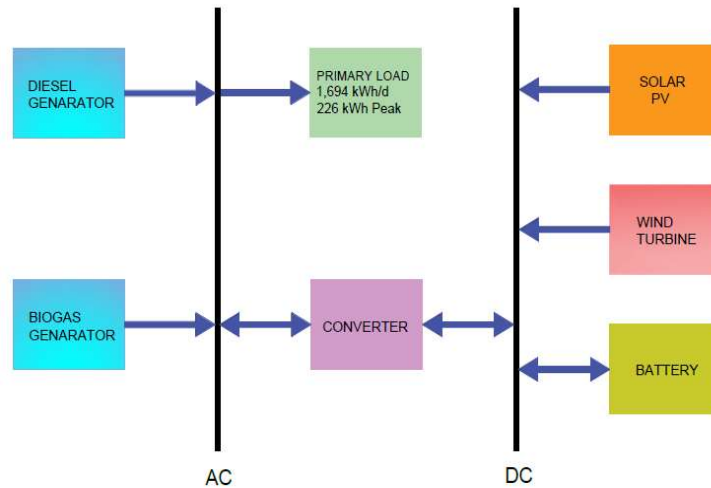 DIESEL
GENARATOR
PRIMARY LOAD
1,694 kWh/d
226 kWh Peak
SOLAR
PV
WIND
TURBINE
BIOGAS
GENARATOR
CONVERTER
BATTERY
AC
DC